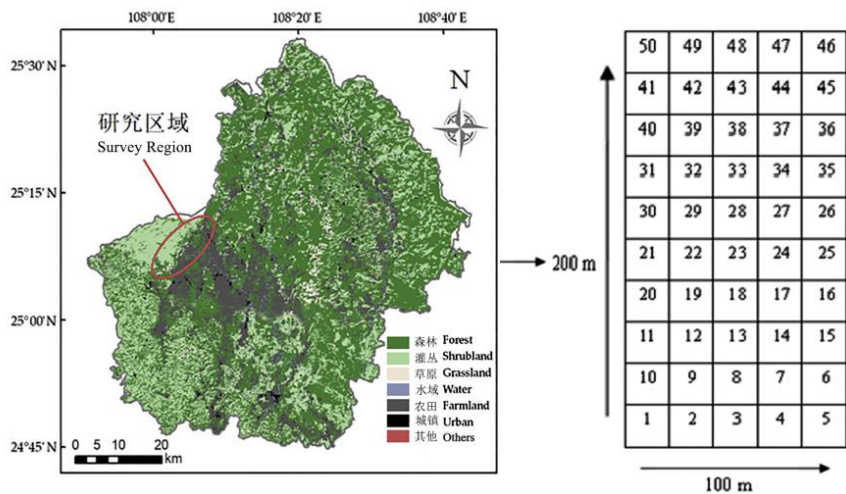 108°00′E 108°20′E 108°40′E
25°30′N
25°15′N
25°00′N
24°45′N
N
研究区域
Survey Region
森林 Forest
灌丛 Shrubland
草原 Grassland
水域 Water
农田 Farmland
城镇 Urban
其他 Others
0 5 10 20
km
200 m
50 49 48 47 46
41 42 43 44 45
40 39 38 37 36
31 32 33 34 35
30 29 28 27 26
21 22 23 24 25
20 19 18 17 16
11 12 13 14 15
10 9 8 7 6
1 2 3 4 5
100 m